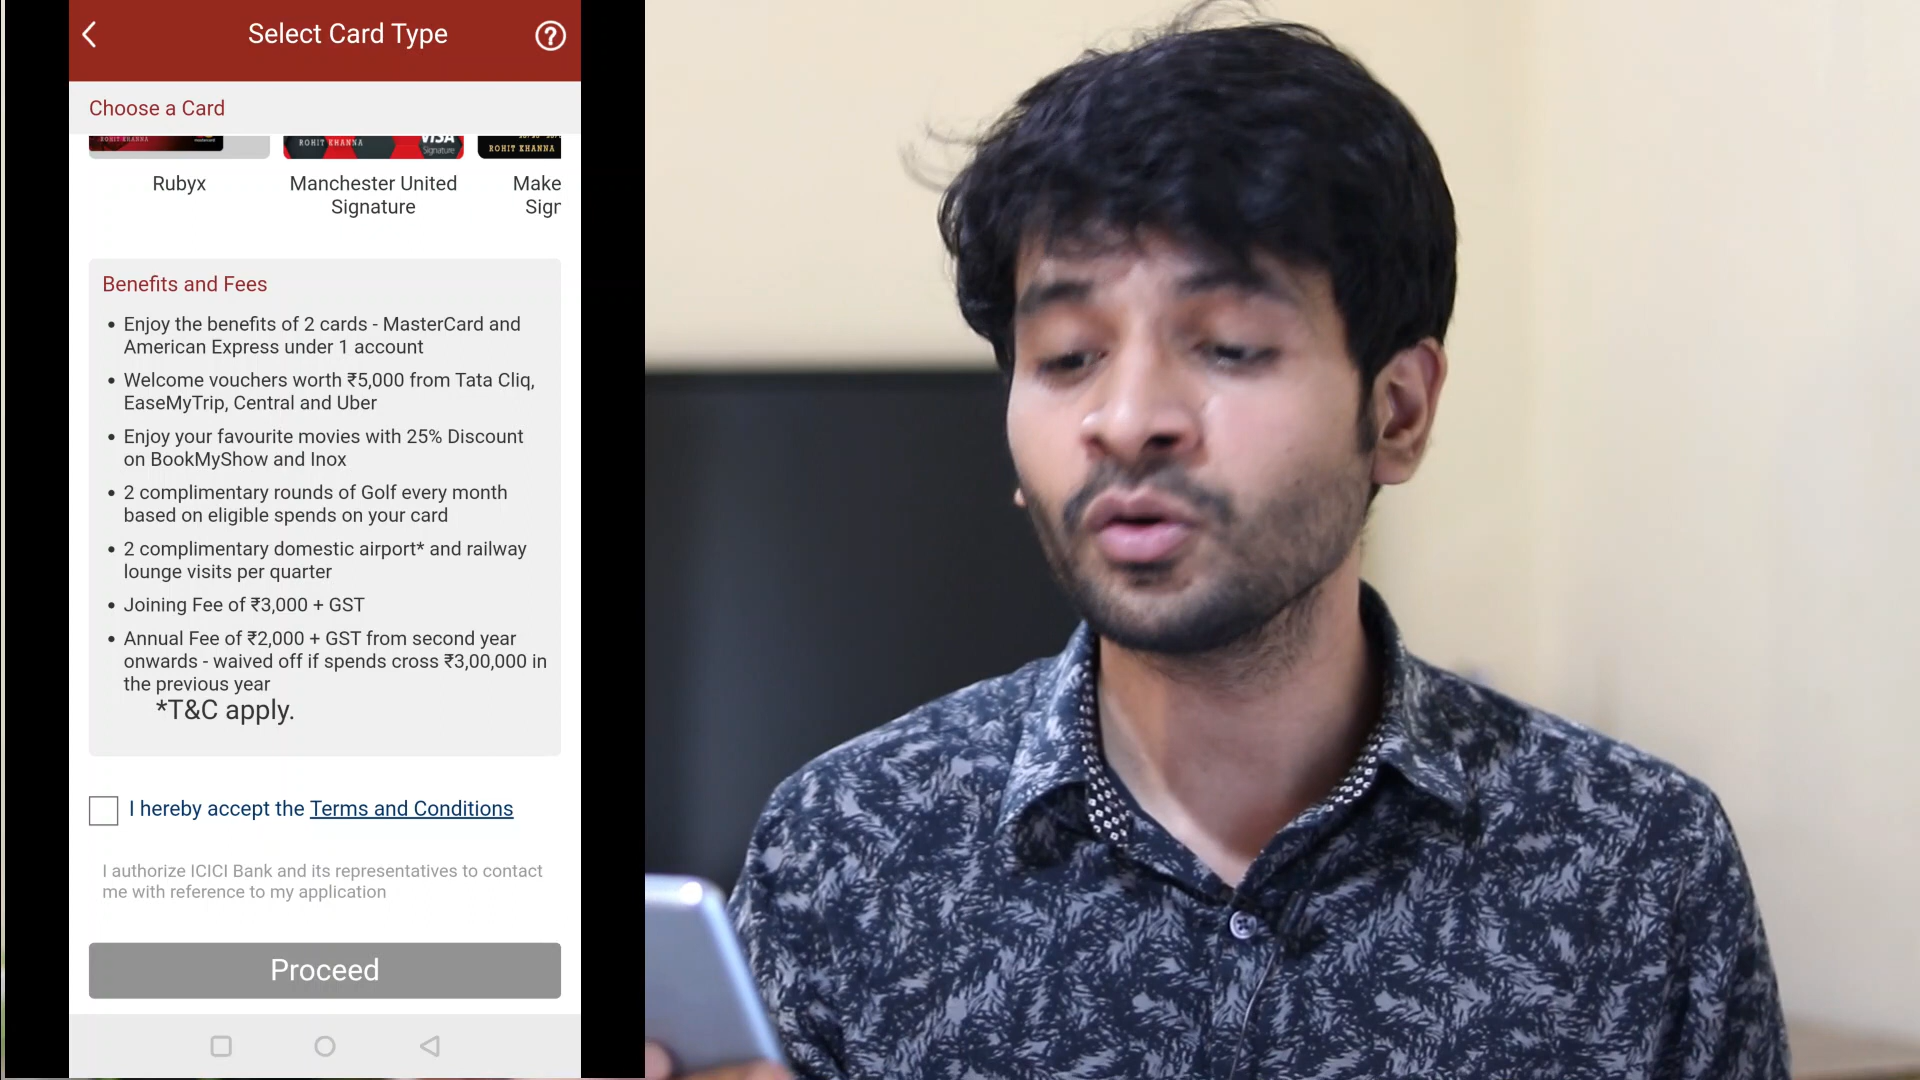 Select Card Type
?
Choose a Card
ROHIT KHANNA
ROHIT KHANNA
VISA
Signature
ROHIT KHANNA
Rubyx
Manchester United
Signature
Make
Sigr
Benefits and Fees
• Enjoy the benefits of 2 cards - MasterCard and
American Express under 1 account
• Welcome vouchers worth ₹5,000 from Tata Cliq,
EaseMyTrip, Central and Uber
• Enjoy your favourite movies with 25% Discount
on BookMyShow and Inox
• 2 complimentary rounds of Golf every month
based on eligible spends on your card
• 2 complimentary domestic airport* and railway
lounge visits per quarter
• Joining Fee of ₹3,000 + GST
• Annual Fee of ₹2,000 + GST from second year
onwards - waived off if spends cross ₹3,00,000 in
the previous year
*T&C apply.
I hereby accept the Terms and Conditions
I authorize ICICI Bank and its representatives to contact
me with reference to my application
Proceed